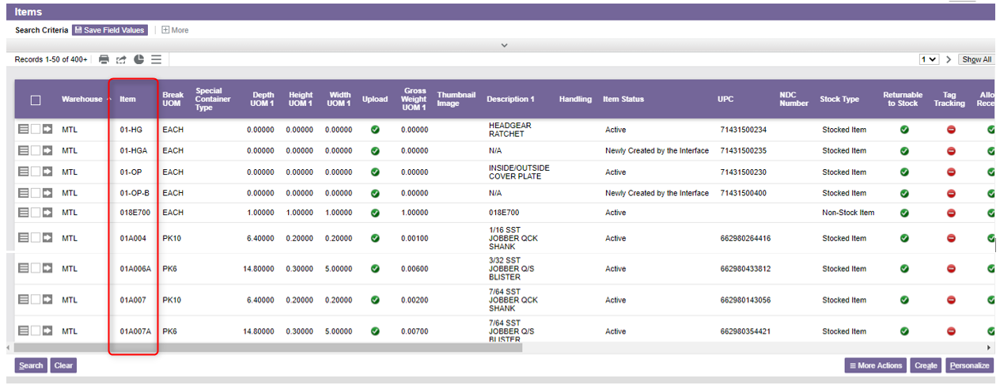 Items
Search Criteria Save Field Values More
Records 1-50 of 400+ 1 Show All
Warehouse Item Break UOM Special Container Type Depth UOM 1 Height UOM 1 Width UOM 1 Upload Gross Weight UOM 1 Thumbnail Image Description 1 Handling Item Status UPC NDC Number Stock Type Returnable to Stock Tag Tracking Allo Rece
MTL 01-HG EACH 0.00000 0.00000 0.00000 0.00000 HEADGEAR RATCHET Active 71431500234 Stocked Item
MTL 01-HGA EACH 0.00000 0.00000 0.00000 0.00000 N/A Newly Created by the Interface 71431500235 Stocked Item
MTL 01-OP EACH 0.00000 0.00000 0.00000 0.00000 INSIDE/OUTSIDE COVER PLATE Active 71431500230 Stocked Item
MTL 01-OP-B EACH 0.00000 0.00000 0.00000 0.00000 N/A Newly Created by the Interface 71431500400 Stocked Item
MTL 018E700 EACH 1.00000 1.00000 1.00000 1.00000 018E700 Active Non-Stock Item
MTL 01A004 PK10 6.40000 0.20000 0.20000 0.00100 1/16 SST JOBBER QCK SHANK Active 662980264416 Stocked Item
MTL 01A006A PK6 14.80000 0.30000 5.00000 0.00600 3/32 SST JOBBER Q/S BLISTER Active 662980433812 Stocked Item
MTL 01A007 PK10 6.40000 0.20000 0.20000 0.00200 7/64 SST JOBBER QCK SHANK Active 662980143056 Stocked Item
MTL 01A007A PK6 14.80000 0.30000 5.00000 0.00700 7/64 SST JOBBER Q/S BLISTER Active 662980354421 Stocked Item
Search Clear More Actions Create Personalize